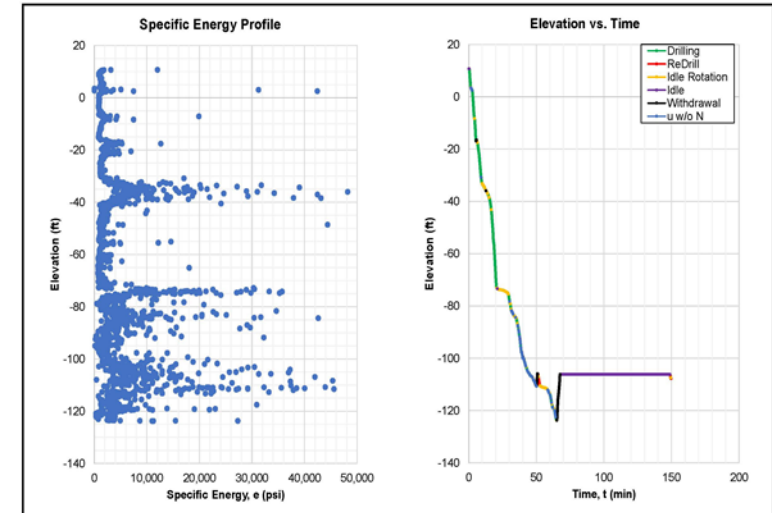 Specific Energy Profile
20
0
-20
-40
-60
-80
-100
-120
-140
Elevation (ft)
0
10,000
20,000
30,000
40,000
50,000
Specific Energy, e (psi)
Elevation vs. Time
20
0
-20
-40
-60
-80
-100
-120
-140
Elevation (ft)
Drilling
ReDrill
Idle Rotation
Idle
Withdrawal
u w/o N
0
50
100
150
200
Time, t (min)